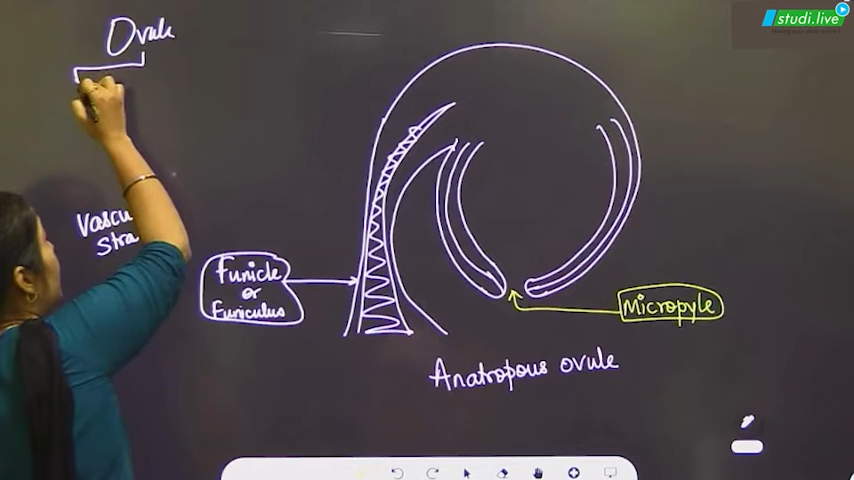 Ovule
studi.live
Funicle
or
Funiculus
Micropyle
Anatropous ovule